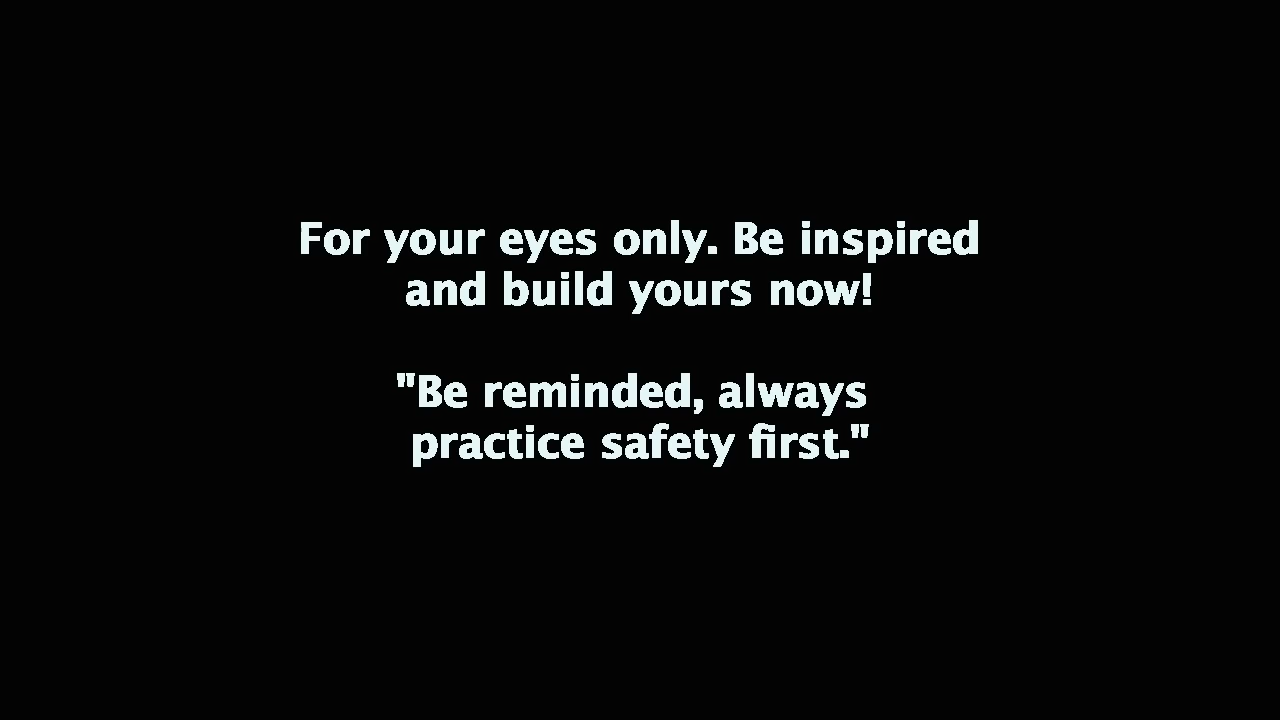 For your eyes only. Be inspired
and build yours now!
"Be reminded, always
practice safety first."